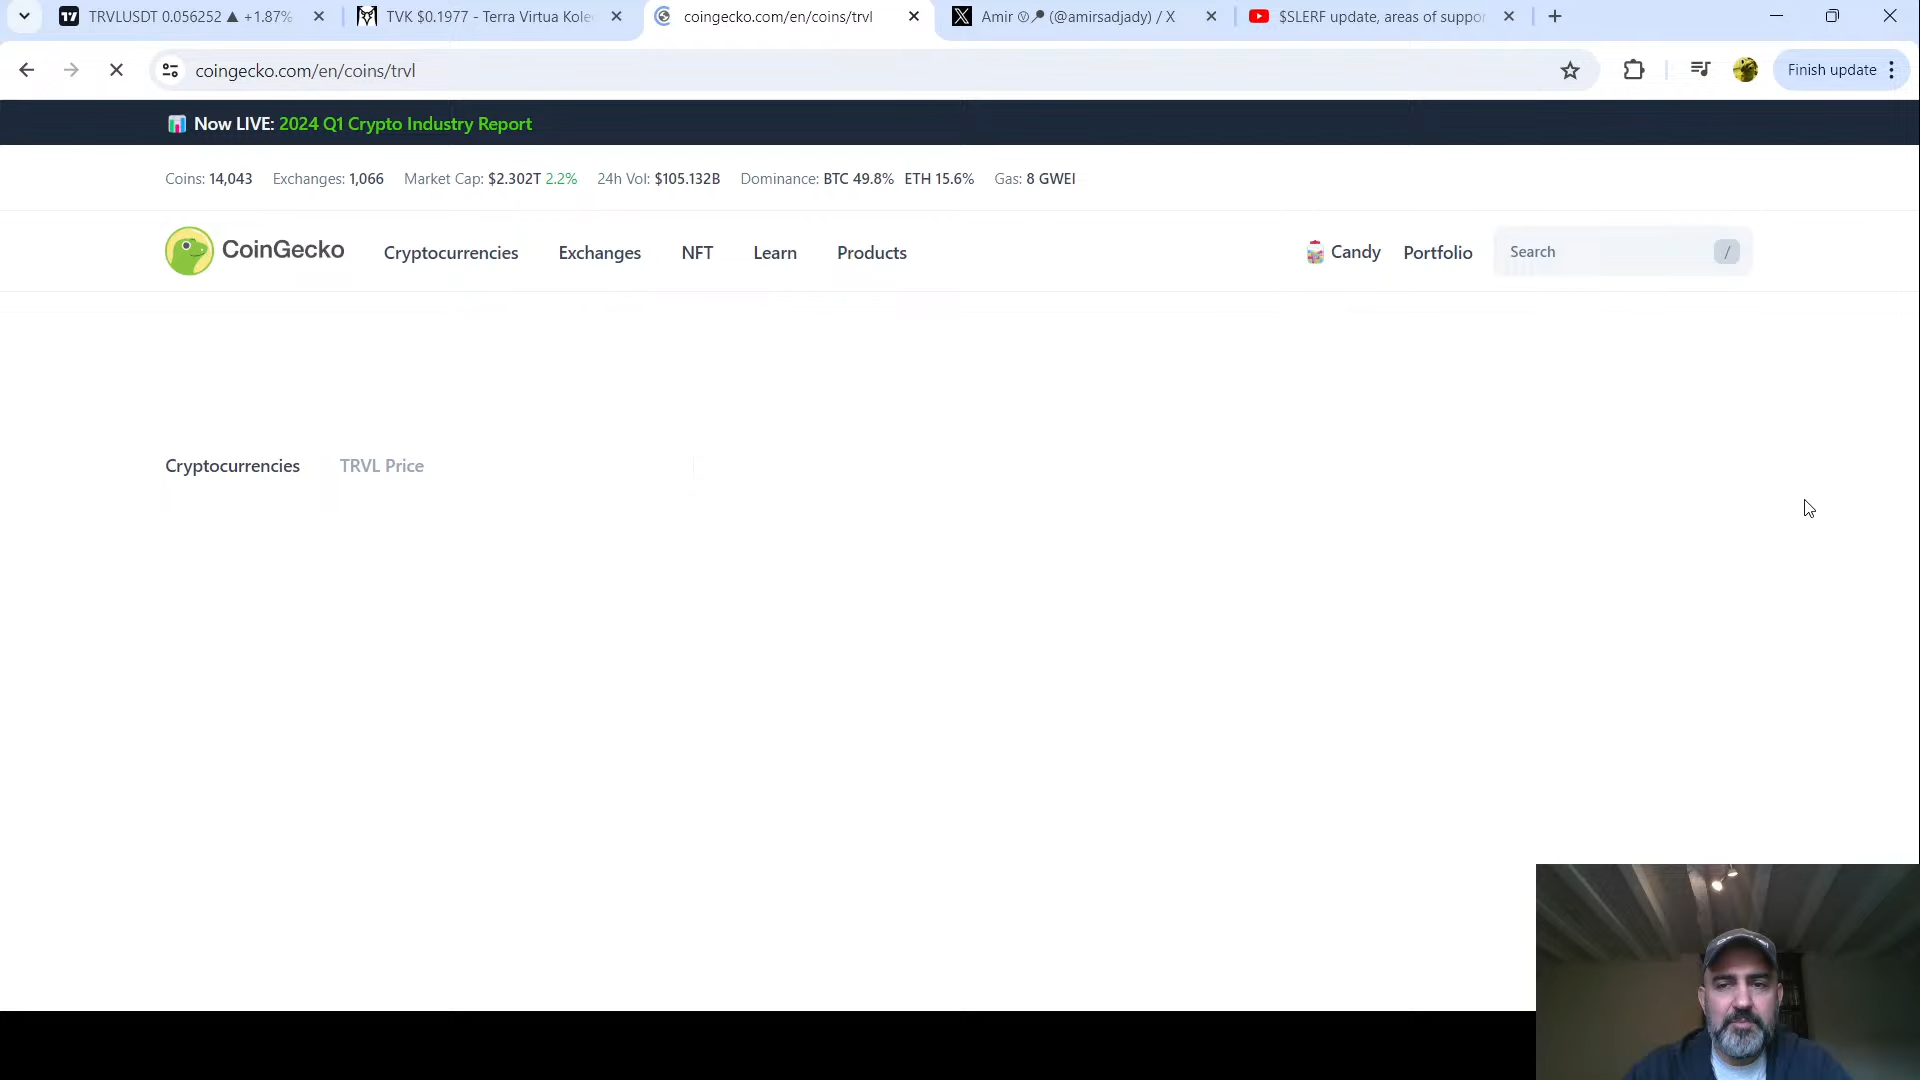 TRVLUSDT 0.056252 ▲ +1.87%
TVK $0.1977 - Terra Virtua Kole
coingecko.com/en/coins/trvl
Amir (@amirsadjady) / X
$SLERF update, areas of suppor
coingecko.com/en/coins/trvl
Finish update
Now LIVE: 2024 Q1 Crypto Industry Report
Coins: 14,043 Exchanges: 1,066 Market Cap: $2.302T 2.2% 24h Vol: $105.132B Dominance: BTC 49.8% ETH 15.6% Gas: 8 GWEI
CoinGecko Cryptocurrencies Exchanges NFT Learn Products Candy Portfolio Search /
Cryptocurrencies TRVL Price